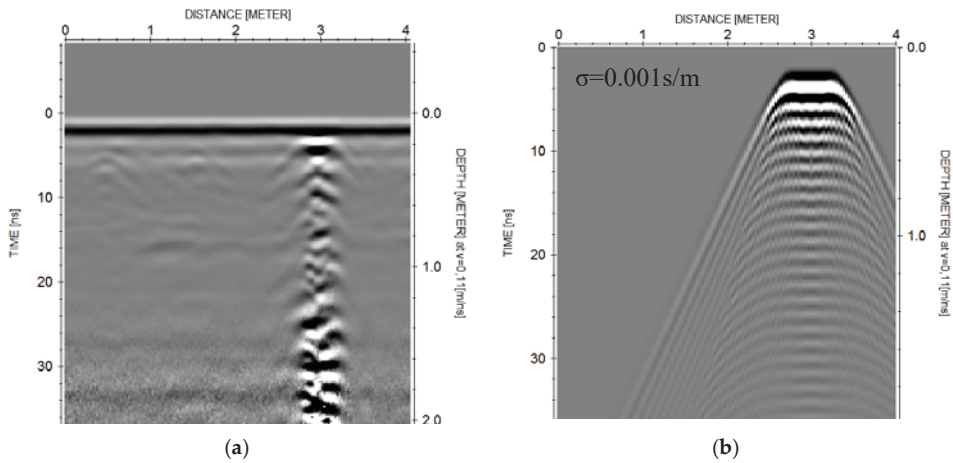 DISTANCE [METER]
0 1 2 3 4
TIME [ns]
0
10
20
30
0.0
1.0
2.0
DEPTH [METER] at v=0,11[m/ns]
(a)
DISTANCE [METER]
0 1 2 3 4
σ=0.001s/m
TIME [ns]
0
10
20
30
0.0
1.0
DEPTH [METER] at v=0,11[m/ns]
(b)